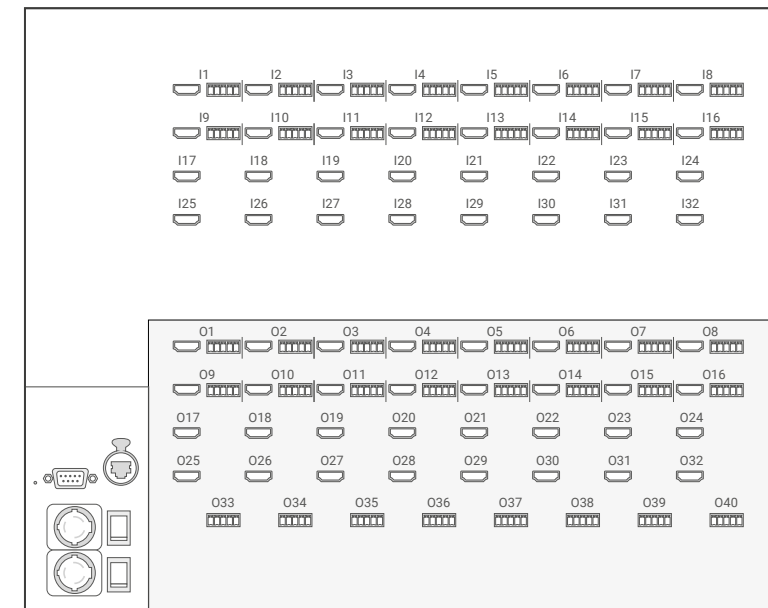 I1 I2 I3 I4 I5 I6 I7 I8
I9 I10 I11 I12 I13 I14 I15 I16
I17 I18 I19 I20 I21 I22 I23 I24
I25 I26 I27 I28 I29 I30 I31 I32
O1 O2 O3 O4 O5 O6 O7 O8
O9 O10 O11 O12 O13 O14 O15 O16
O17 O18 O19 O20 O21 O22 O23 O24
O25 O26 O27 O28 O29 O30 O31 O32
O33 O34 O35 O36 O37 O38 O39 O40